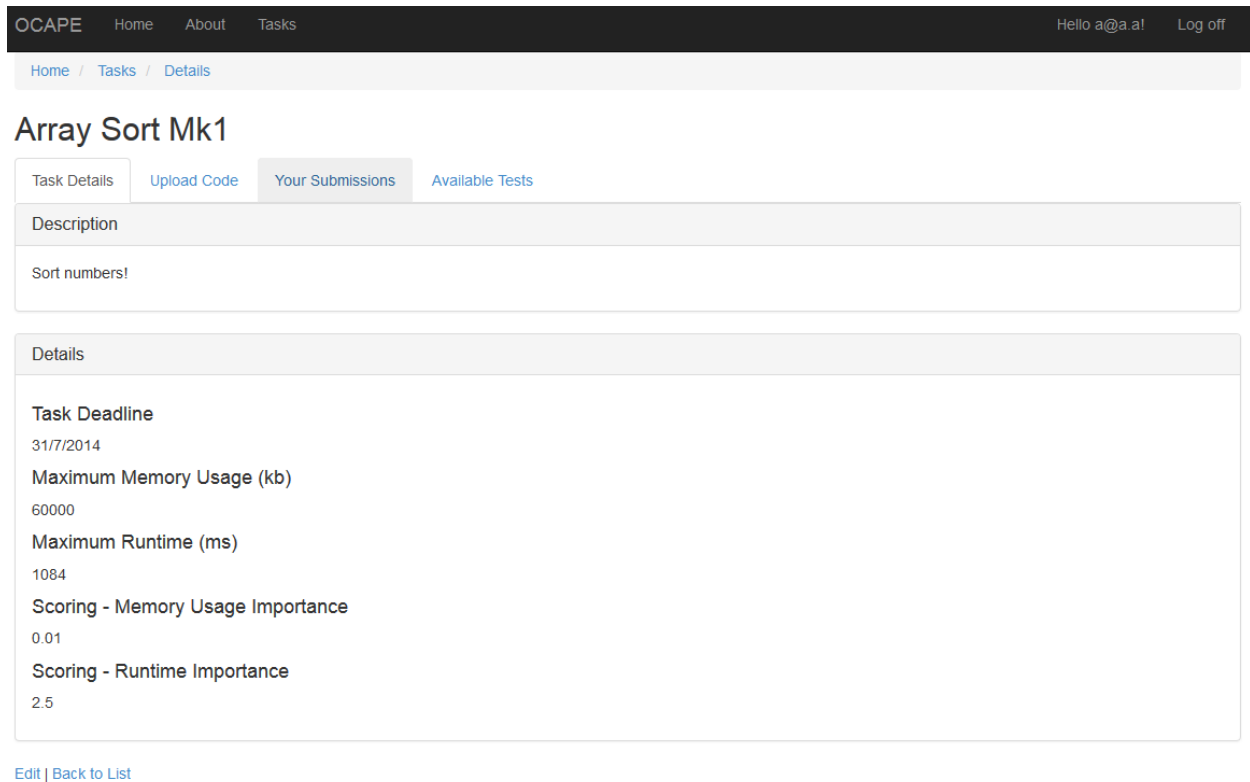 OCAPE Home About Tasks Hello a@a.a! Log off
Home / Tasks / Details
Array Sort Mk1
Task Details Upload Code Your Submissions Available Tests
Description
Sort numbers!
Details
Task Deadline
31/7/2014
Maximum Memory Usage (kb)
60000
Maximum Runtime (ms)
1084
Scoring - Memory Usage Importance
0.01
Scoring - Runtime Importance
2.5
Edit | Back to List